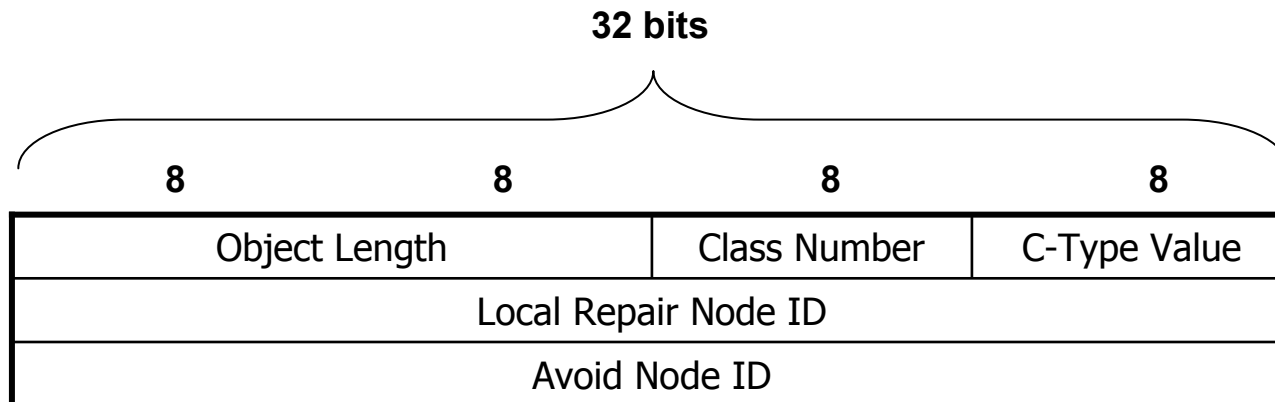 32 bits
8 8 8 8
Object Length Class Number C-Type Value
Local Repair Node ID
Avoid Node ID